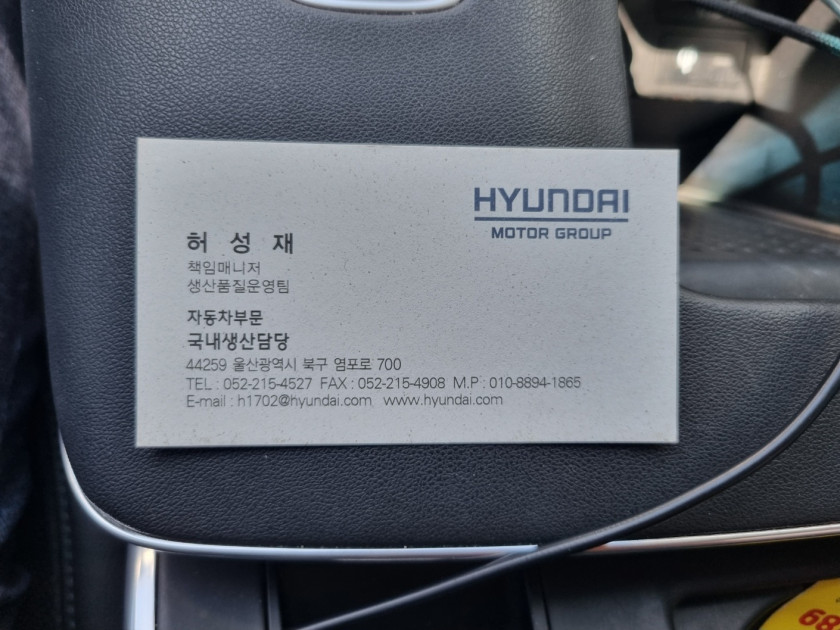 HYUNDAI
MOTOR GROUP
허 성 재
책임매니저
생산품질운영팀
자동차부문
국내생산담당
44259 울산광역시 북구 염포로 700
TEL : 052-215-4527 FAX : 052-215-4908 M.P : 010-8894-1865
E-mail : h1702@hyundai.com www.hyundai.com
68